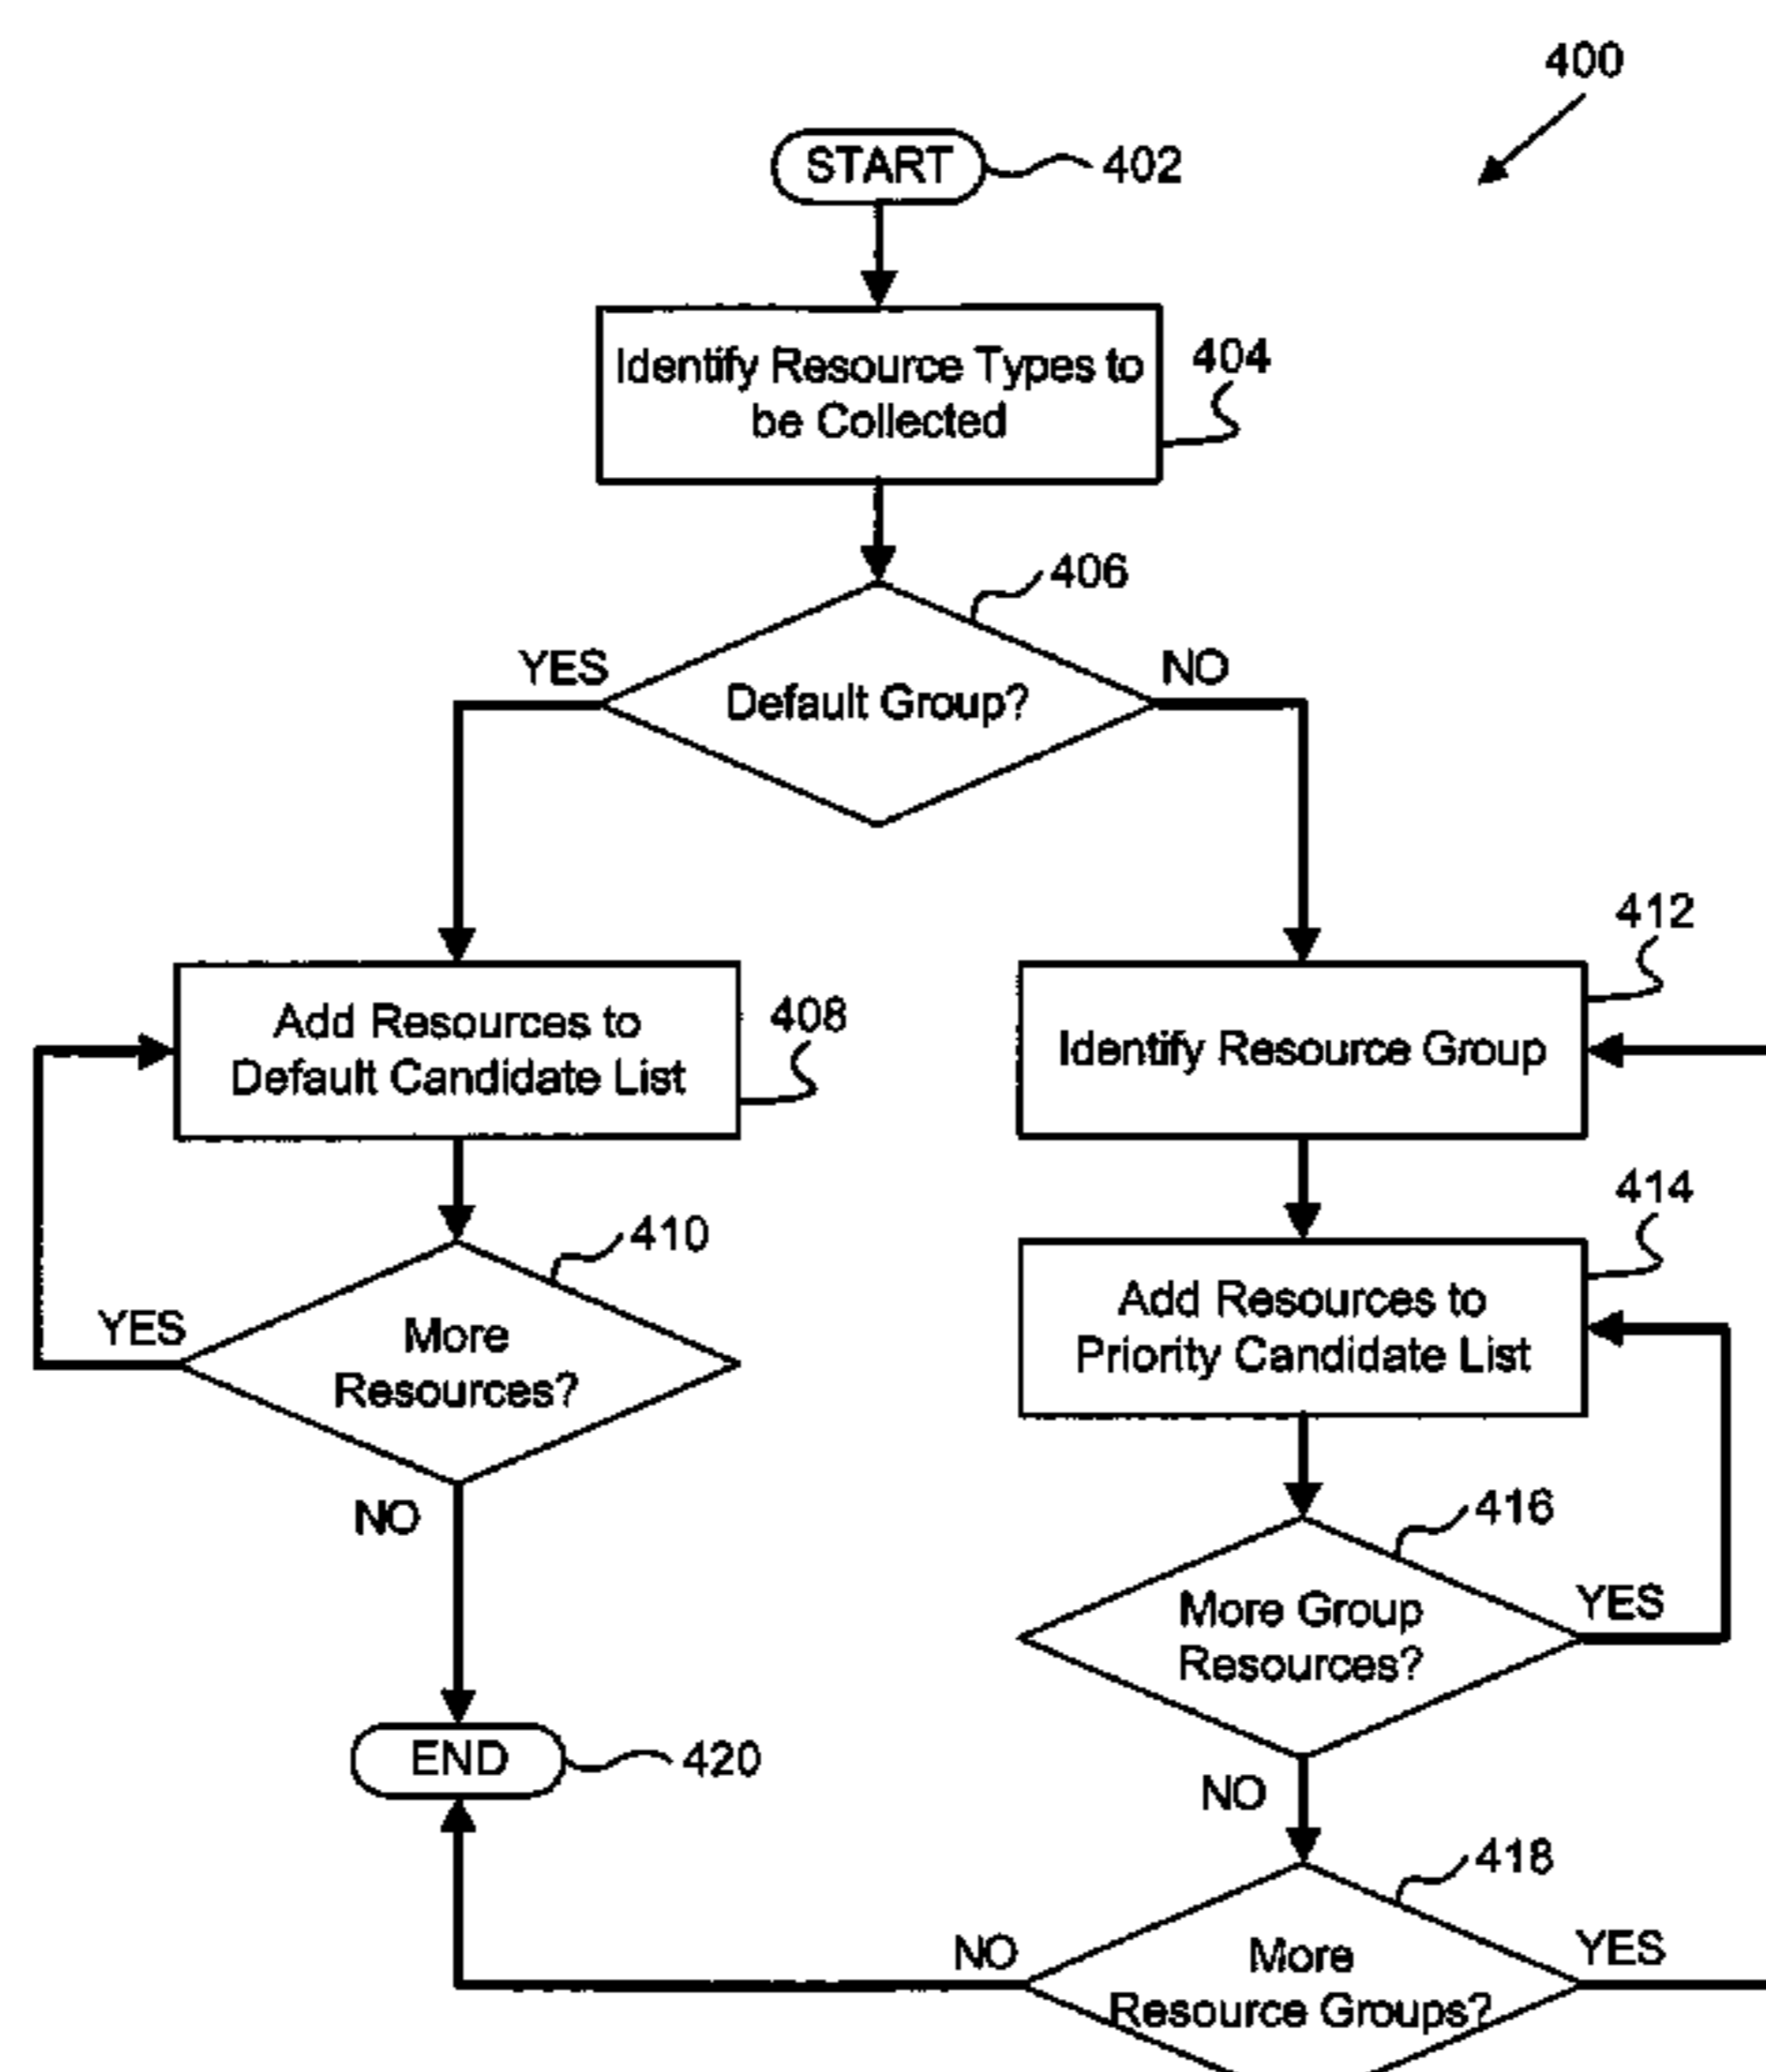 400
START
402
Identify Resource Types to
be Collected
404
406
YES
Default Group?
NO
412
Add Resources to
Default Candidate List
408
Identify Resource Group
414
410
YES
More
Resources?
Add Resources to
Priority Candidate List
NO
416
More Group
Resources?
YES
END
420
NO
418
NO
More
Resource Groups?
YES